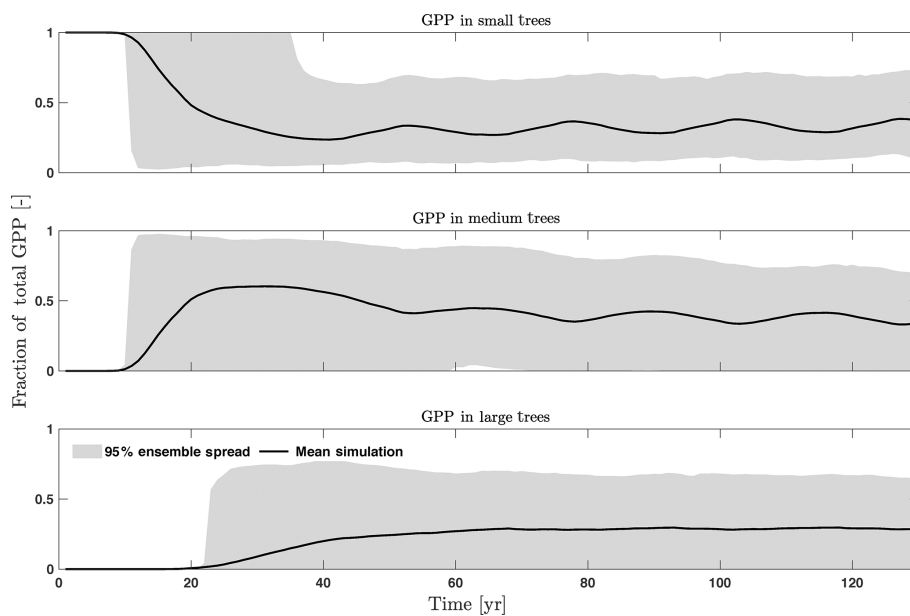 GPP in small trees
1
0.5
0
GPP in medium trees
1
0.5
0
Fraction of total GPP [-]
GPP in large trees
1
95% ensemble spread
Mean simulation
0.5
0
0 20 40 60 80 100 120
Time [yr]